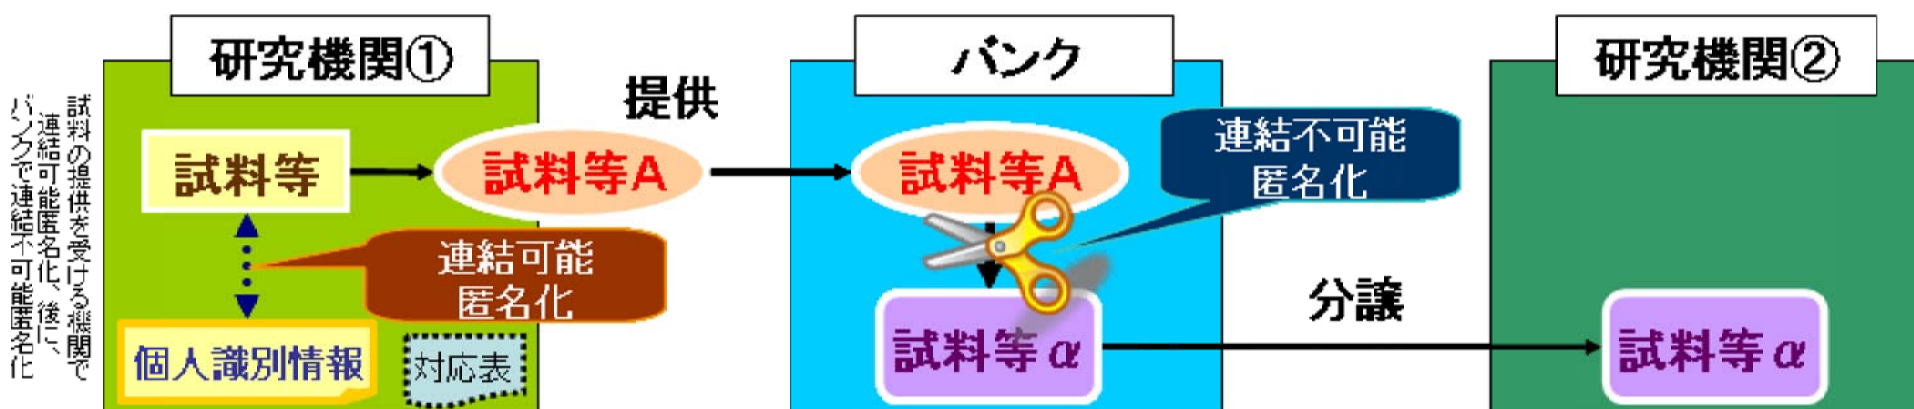 試料の提供を受ける機関で
連結可能匿名化、後に、
バンクで連結不可能匿名化
研究機関①
提供
バンク
研究機関②
試料等
試料等A
試料等A
連結不可能
匿名化
連結可能
匿名化
個人識別情報
対応表
試料等α
分譲
試料等α